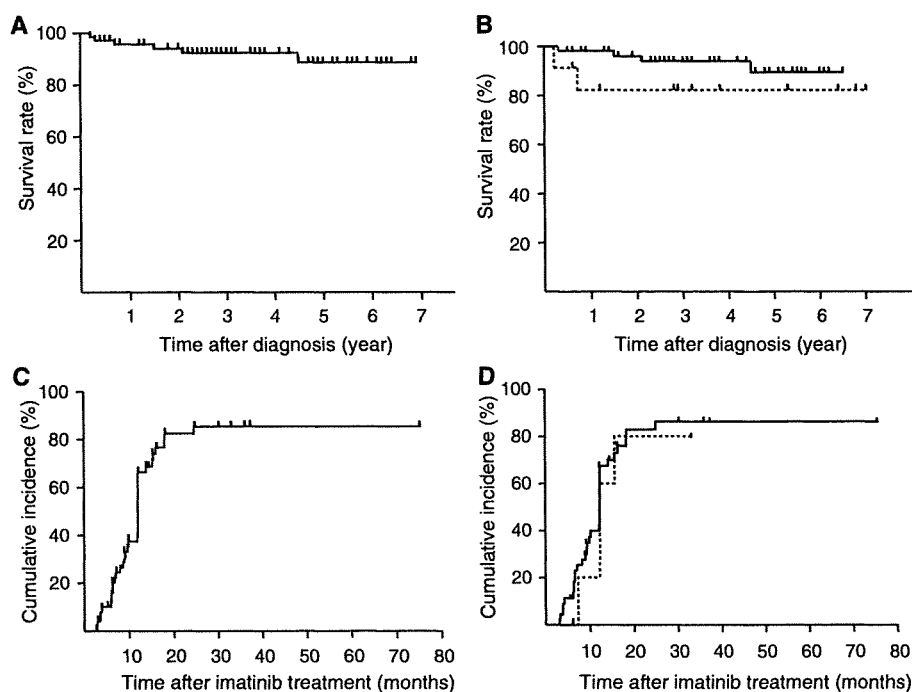 A
Survival rate (%)
100
80
60
40
20
1 2 3 4 5 6 7
Time after diagnosis (year)
B
Survival rate (%)
100
80
60
40
20
1 2 3 4 5 6 7
Time after diagnosis (year)
C
Cumulative incidence (%)
100
80
60
40
20
10 20 30 40 50 60 70 80
Time after imatinib treatment (months)
D
Cumulative incidence (%)
100
80
60
40
20
10 20 30 40 50 60 70 80
Time after imatinib treatment (months)